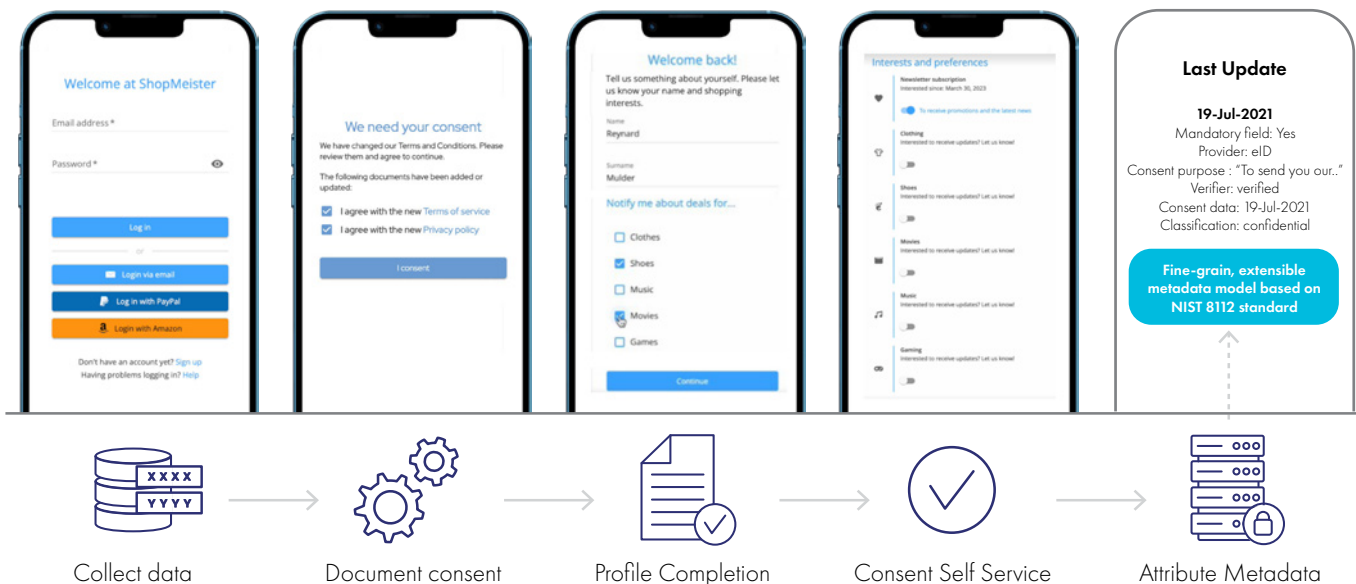 Welcome at ShopMeister
Email address *
Password *
Log in
or
Login via email
Log in with PayPal
Login with Amazon
Don't have an account yet? Sign up
Having problems logging in? Help
We need your consent
We have changed our Terms and Conditions. Please
review them and agree to continue.
The following documents have been added or
updated:
I agree with the new Terms of service
I agree with the new Privacy policy
I consent
Welcome back!
Tell us something about yourself. Please let
us know your name and shopping
interests.
Name
Reynard
Surname
Mulder
Notify me about deals for...
Clothes
Shoes
Music
Movies
Games
Continue
Interests and preferences
Newsletter subscription
Interested since: March 30, 2023
To receive promotions and the latest news
Clothing
Interested to receive updates? Let us know!
Shoes
Interested to receive updates? Let us know!
Movies
Interested to receive updates? Let us know!
Music
Interested to receive updates? Let us know!
Gaming
Interested to receive updates? Let us know!
Last Update
19-Jul-2021
Mandatory field: Yes
Provider: eID
Consent purpose : “To send you our..”
Verifier: verified
Consent data: 19-Jul-2021
Classification: confidential
Fine-grain, extensible
metadata model based on
NIST 8112 standard
XXXX
YYYY
Collect data
Document consent
Profile Completion
Consent Self Service
Attribute Metadata